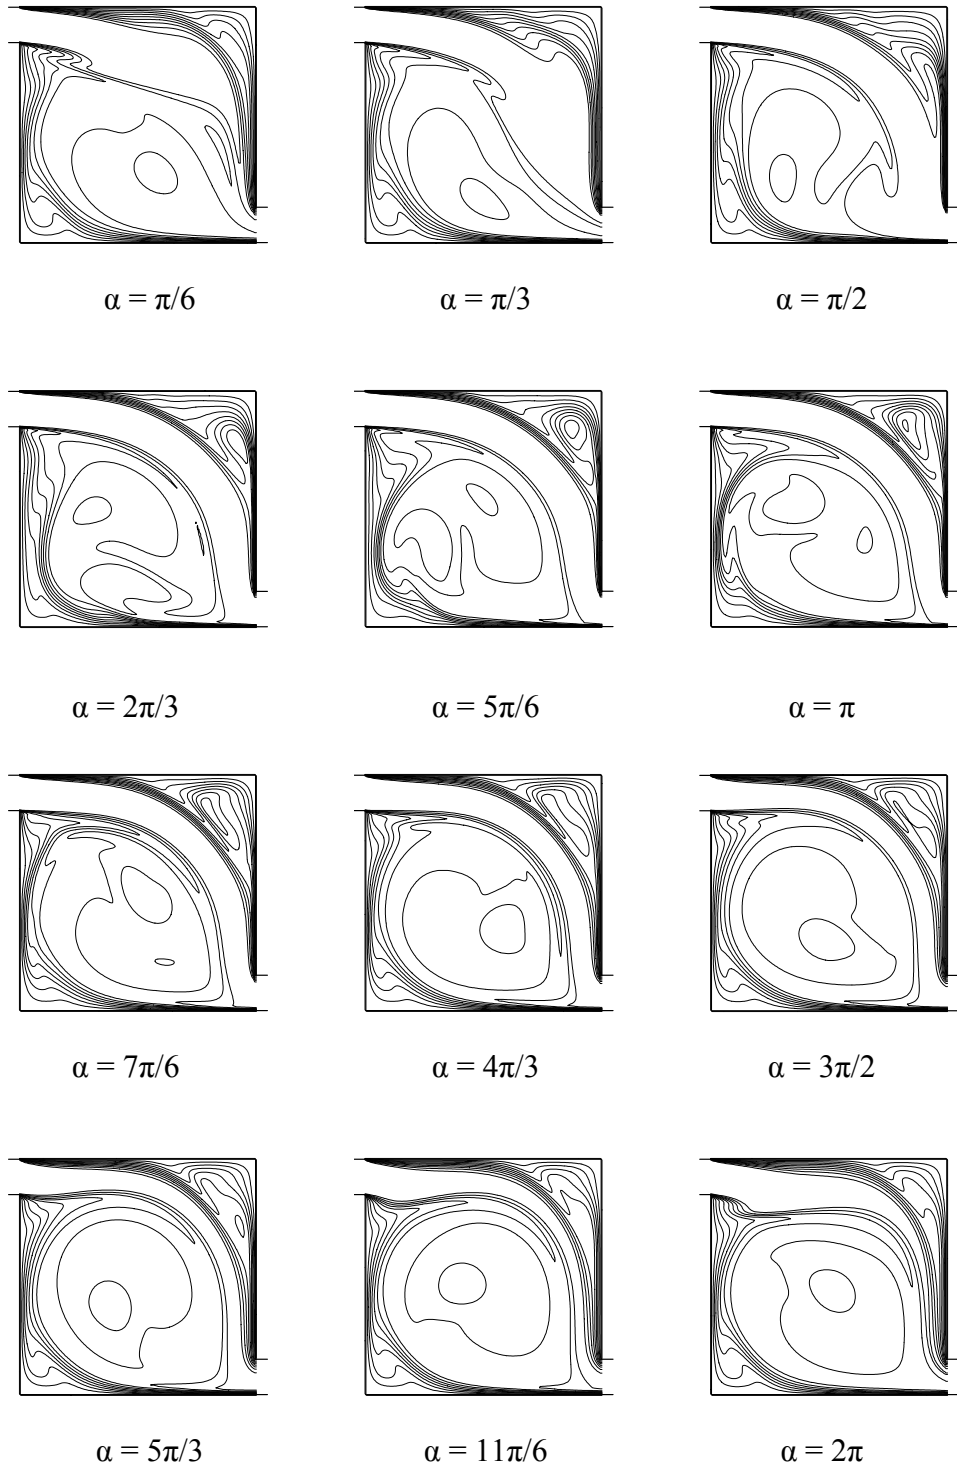 α = π/6
α = π/3
α = π/2
α = 2π/3
α = 5π/6
α = π
α = 7π/6
α = 4π/3
α = 3π/2
α = 5π/3
α = 11π/6
α = 2π